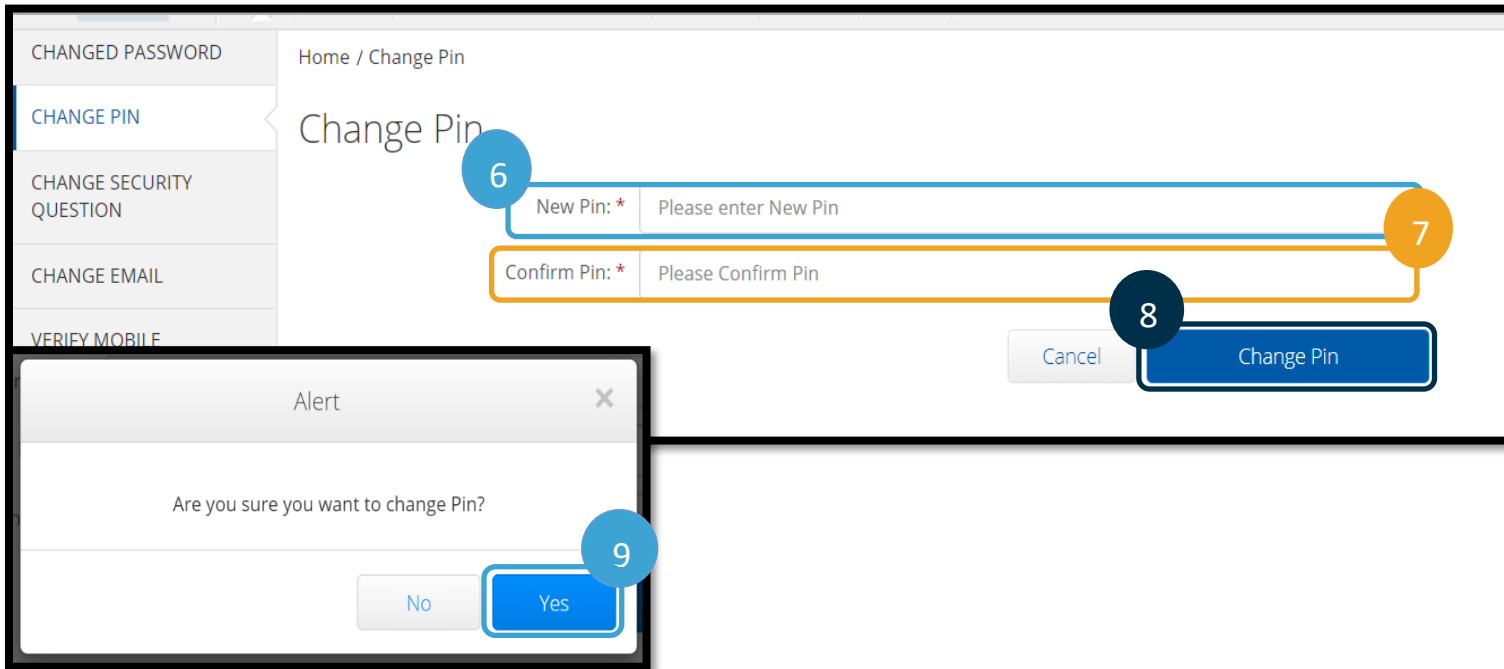 CHANGED PASSWORD
CHANGE PIN
CHANGE SECURITY
QUESTION
CHANGE EMAIL
VERIFY MOBILE
Home / Change Pin
Change Pin
6
New Pin: * Please enter New Pin
7
Confirm Pin: * Please Confirm Pin
8
Cancel Change Pin
Alert ×
Are you sure you want to change Pin?
9
No Yes